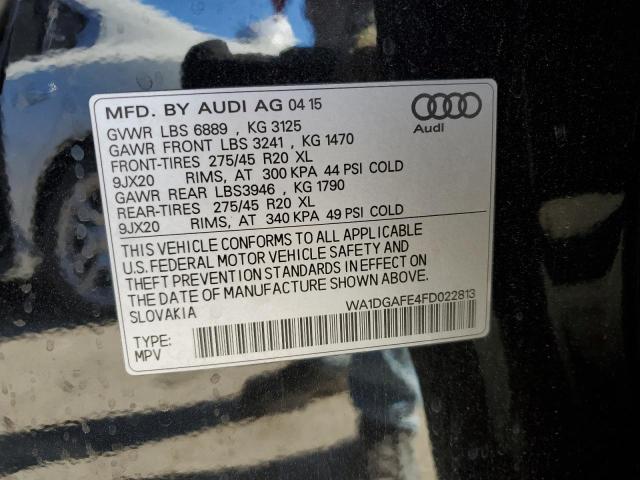 MFD. BY AUDI AG 04 15
GVWR LBS 6889 , KG 3125
GAWR FRONT LBS 3241 , KG 1470
FRONT-TIRES 275/45 R20 XL
9JX20 RIMS, AT 300 KPA 44 PSI COLD
GAWR REAR LBS3946 , KG 1790
REAR-TIRES 275/45 R20 XL
9JX20 RIMS, AT 340 KPA 49 PSI COLD
Audi
THIS VEHICLE CONFORMS TO ALL APPLICABLE
U.S.FEDERAL MOTOR VEHICLE SAFETY AND
THEFT PREVENTION STANDARDS IN EFFECT ON
THE DATE OF MANUFACTURE SHOWN ABOVE.
SLOVAKIA
WA1DGAFE4FD022813
TYPE:
MPV